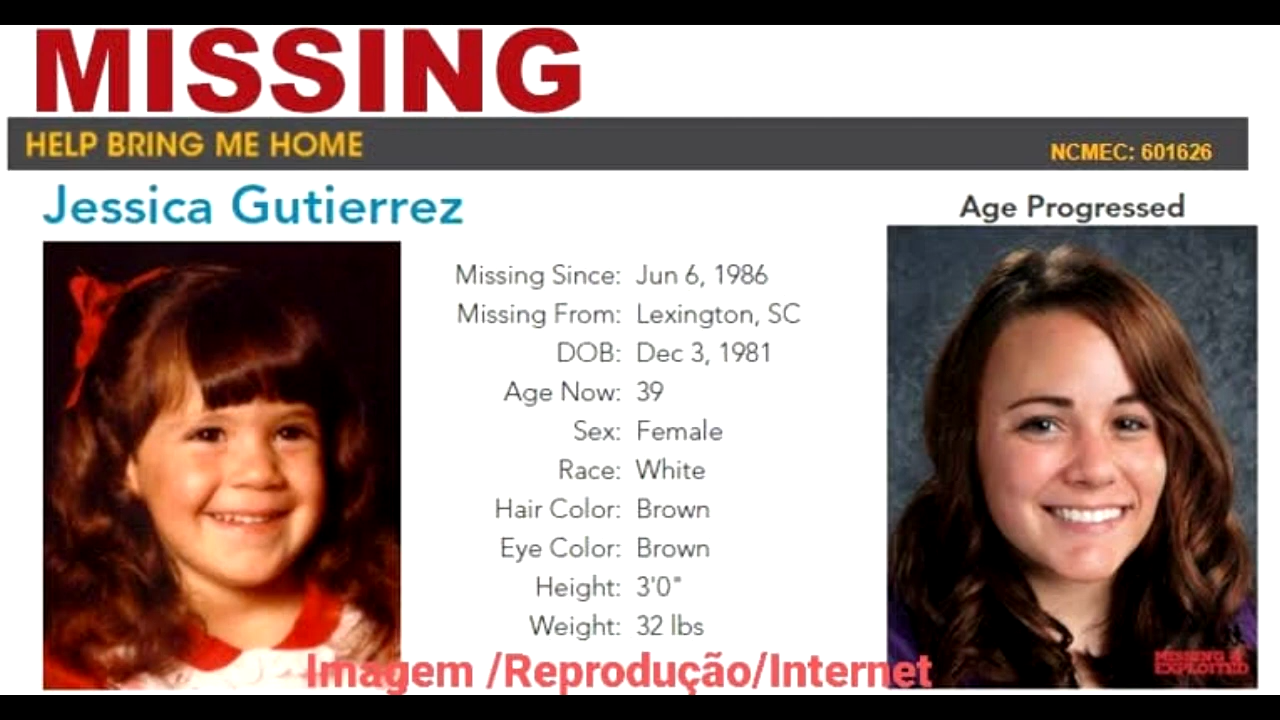 MISSING
HELP BRING ME HOME
NCMEC: 601626
Jessica Gutierrez
Age Progressed
Missing Since: Jun 6, 1986
Missing From: Lexington, SC
DOB: Dec 3, 1981
Age Now: 39
Sex: Female
Race: White
Hair Color: Brown
Eye Color: Brown
Height: 3'0"
Weight: 32 lbs
Imagem /Reprodução/Internet
MISSING &
EXPLOITED